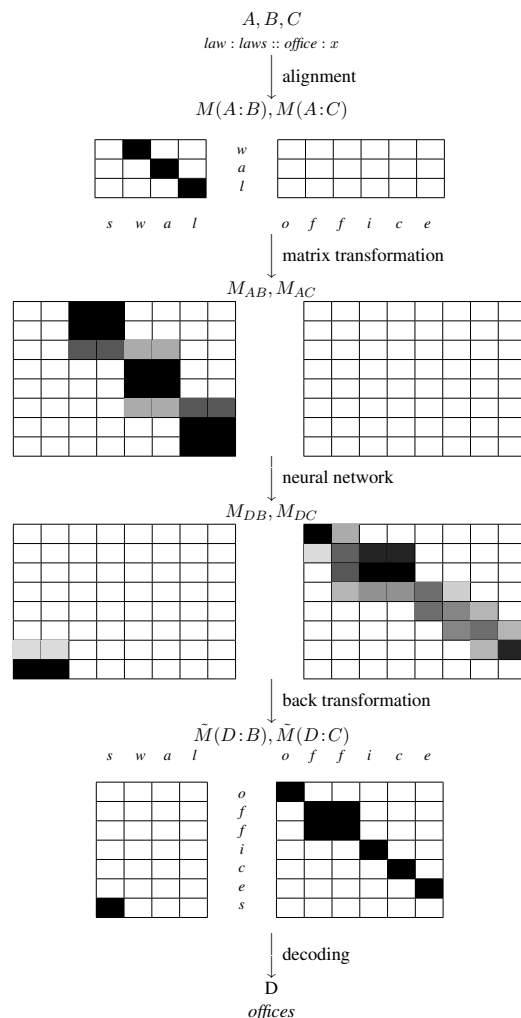 A, B, C
law : laws :: office : x
alignment
M(A:B), M(A:C)
w
a
l
s w a l o f f i c e
matrix transformation
M_AB, M_AC
neural network
M_DB, M_DC
back transformation
M̃(D:B), M̃(D:C)
s w a l o f f i c e
o
f
f
i
c
e
s
decoding
D
offices